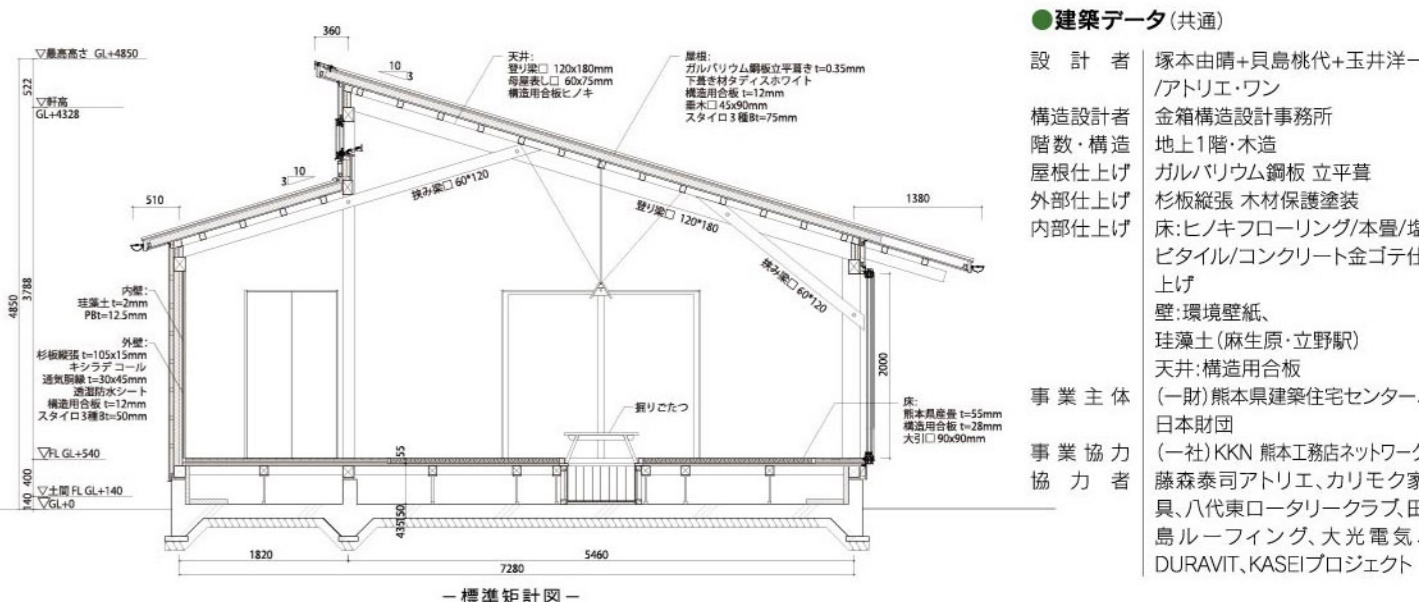 360
▽最高高さ GL+4850
522
▽軒高
GL+4328
10
3
天井:
登り梁□ 120x180mm
母屋表し□ 60x75mm
構造用合板ヒノキ
屋根:
ガルバリウム鋼板立平葺き t=0.35mm
下葺き材タディスホワイト
構造用合板 t=12mm
垂木□ 45x90mm
スタイロ3種Bt=75mm
10
3
510
挟み梁□ 60*120
登り梁□ 120*180
1380
挟み梁□ 60*120
4850
3788
内壁:
珪藻土 t=2mm
PBt=12.5mm
外壁:
杉板縦張 t=105x15mm
キシラデコール
通気胴縁 t=30x45mm
透湿防水シート
構造用合板 t=12mm
スタイロ3種Bt=50mm
2000
掘りごたつ
床:
熊本県産畳 t=55mm
構造用合板 t=28mm
大引□ 90x90mm
▽FL GL+540
55
400
▽土間 FL GL+140
140
▽GL+0
150
435
1820
5460
7280
－標準矩計図－
●建築データ(共通)
設計者 塚本由晴+貝島桃代+玉井洋一
/アトリエ・ワン
構造設計者 金箱構造設計事務所
階数・構造 地上1階・木造
屋根仕上げ ガルバリウム鋼板 立平葺
外部仕上げ 杉板縦張 木材保護塗装
内部仕上げ 床:ヒノキフローリング/本畳/塩
ビタイル/コンクリート金ゴテ仕
上げ
壁:環境壁紙、
珪藻土(麻生原・立野駅)
天井:構造用合板
事業主体 (一財)熊本県建築住宅センター、
日本財団
事業協力 (一社)KKN 熊本工務店ネットワーク
協力者 藤森泰司アトリエ、カリモク家
具、八代東ロータリークラブ、田
島ルーフィング、大光電気、
DURAVIT、KASEIプロジェクト